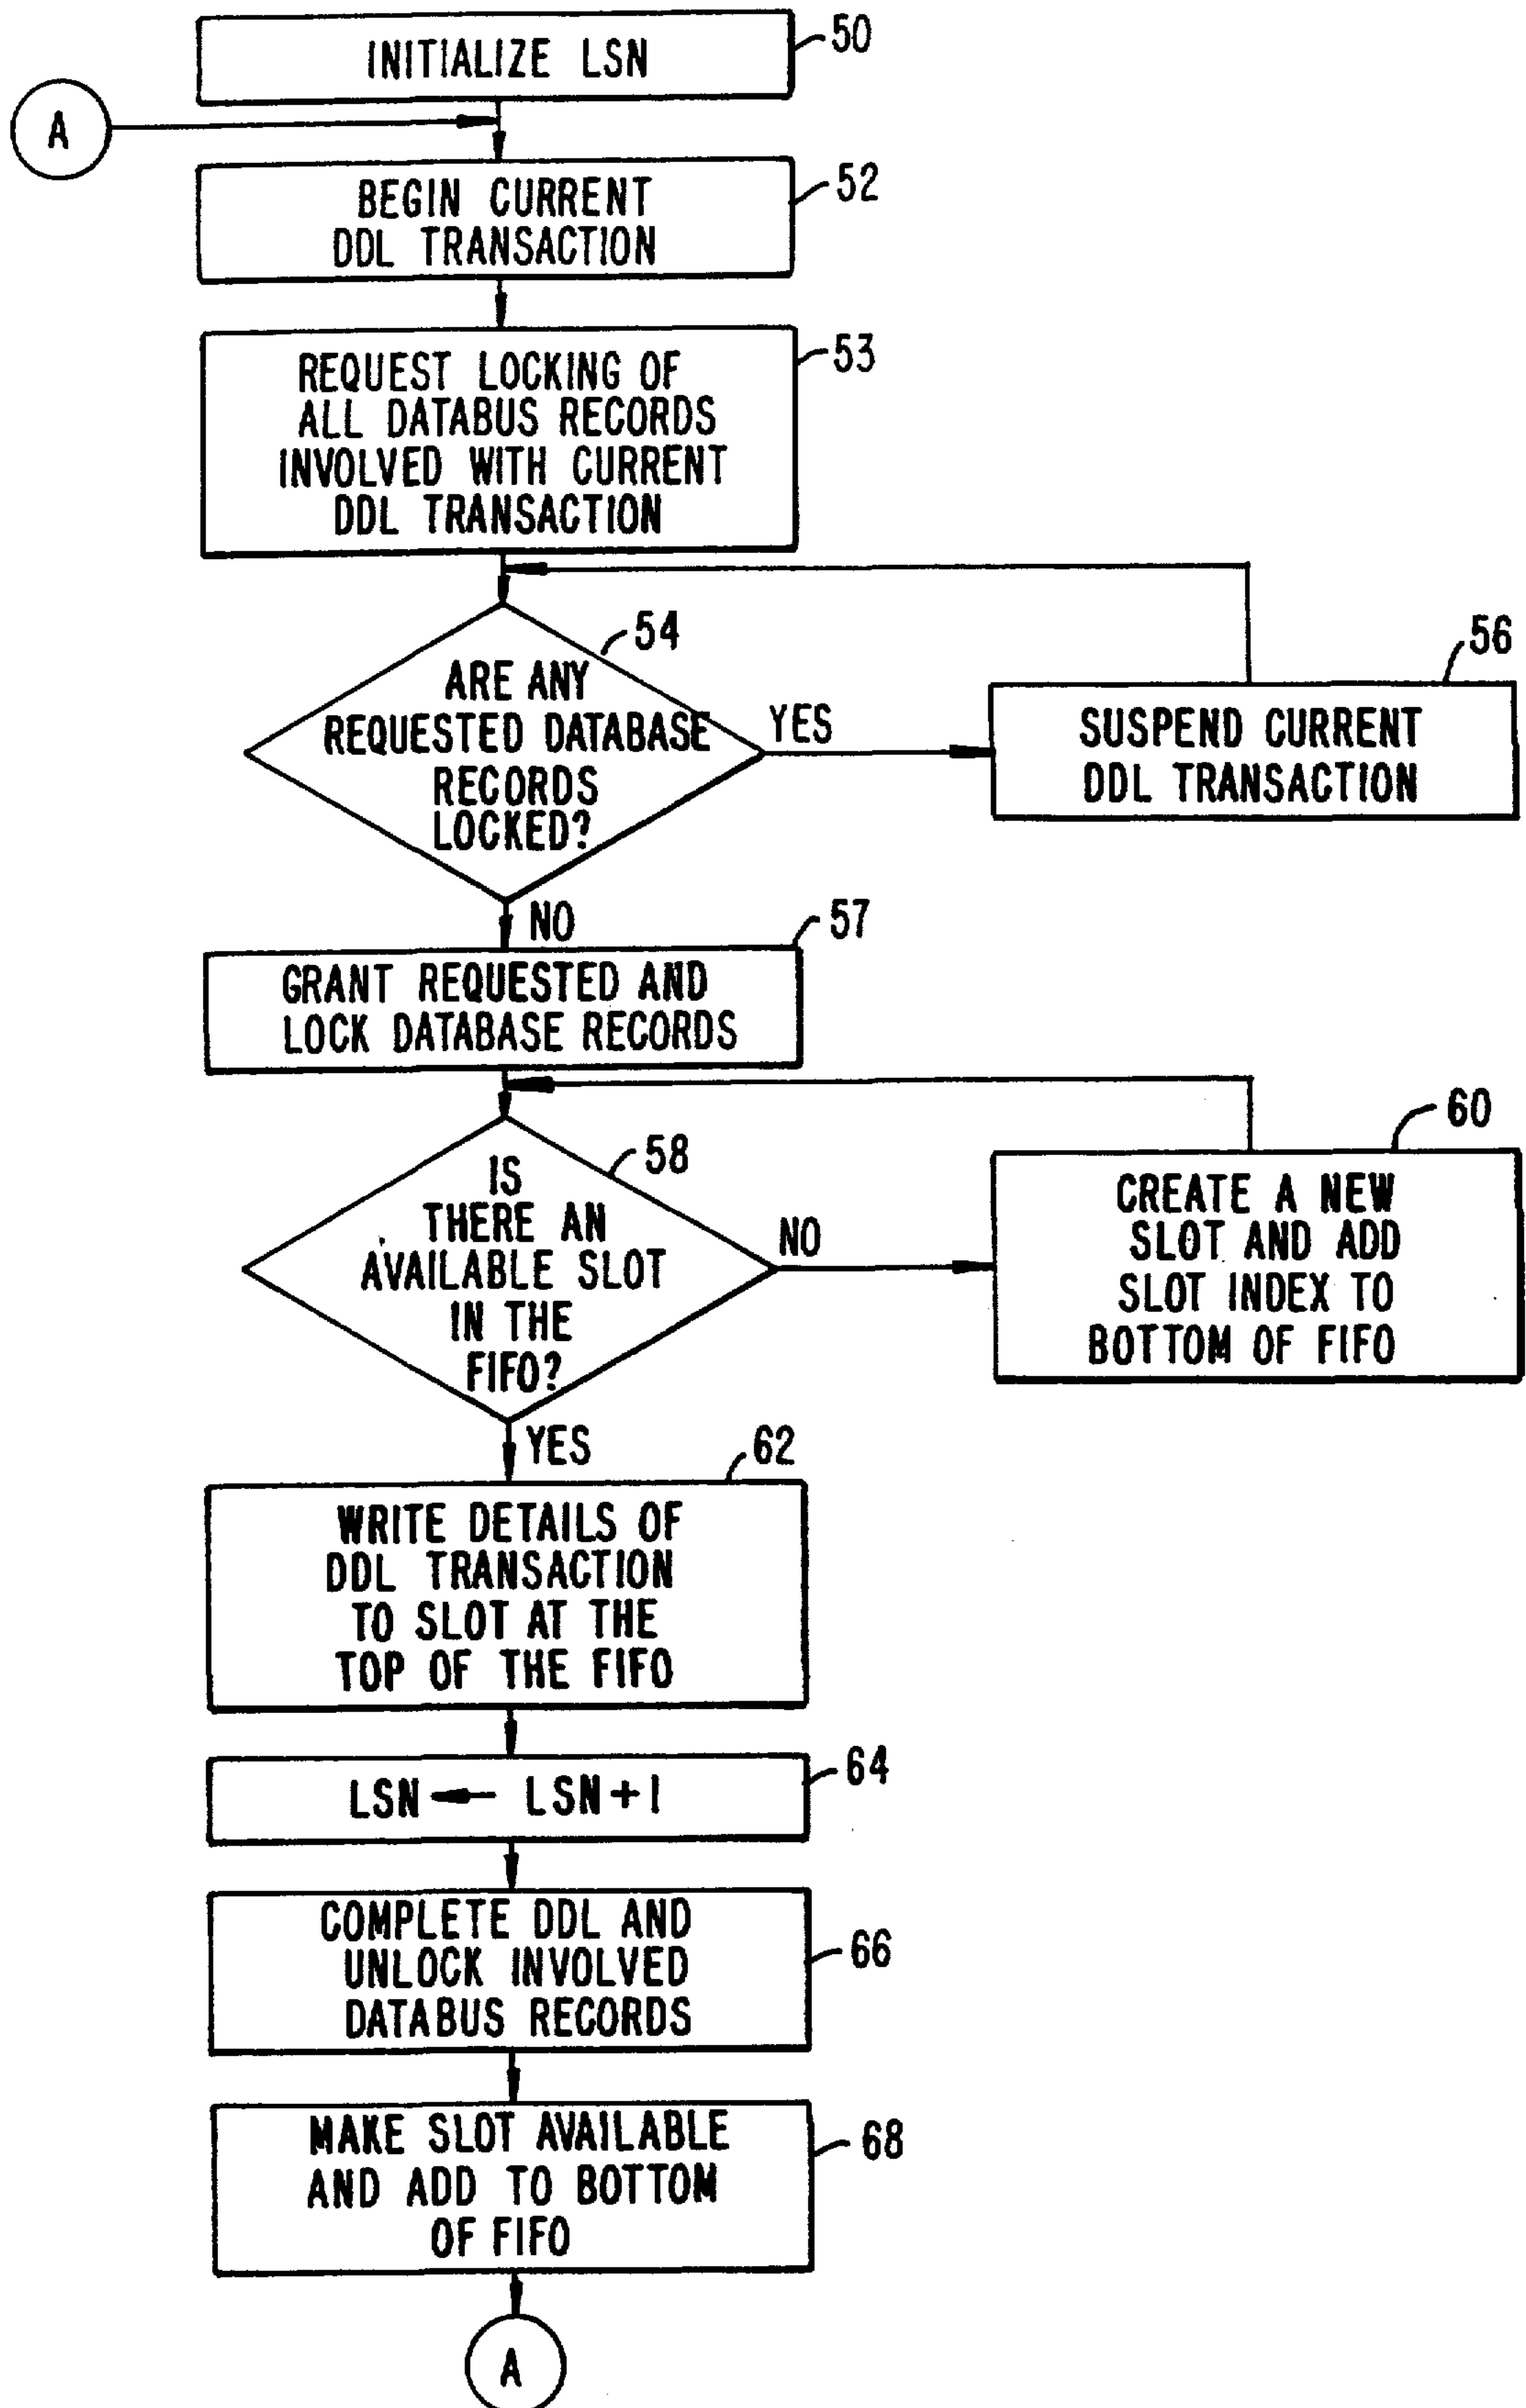 INITIALIZE LSN
50
A
BEGIN CURRENT
DDL TRANSACTION
52
REQUEST LOCKING OF
ALL DATABUS RECORDS
INVOLVED WITH CURRENT
DDL TRANSACTION
53
54
ARE ANY
REQUESTED DATABASE
RECORDS
LOCKED?
YES
56
SUSPEND CURRENT
DDL TRANSACTION
NO
57
GRANT REQUESTED AND
LOCK DATABASE RECORDS
58
IS
THERE AN
AVAILABLE SLOT
IN THE
FIFO?
NO
60
CREATE A NEW
SLOT AND ADD
SLOT INDEX TO
BOTTOM OF FIFO
YES
62
WRITE DETAILS OF
DDL TRANSACTION
TO SLOT AT THE
TOP OF THE FIFO
LSN ← LSN+1
64
COMPLETE DDL AND
UNLOCK INVOLVED
DATABUS RECORDS
66
MAKE SLOT AVAILABLE
AND ADD TO BOTTOM
OF FIFO
68
A